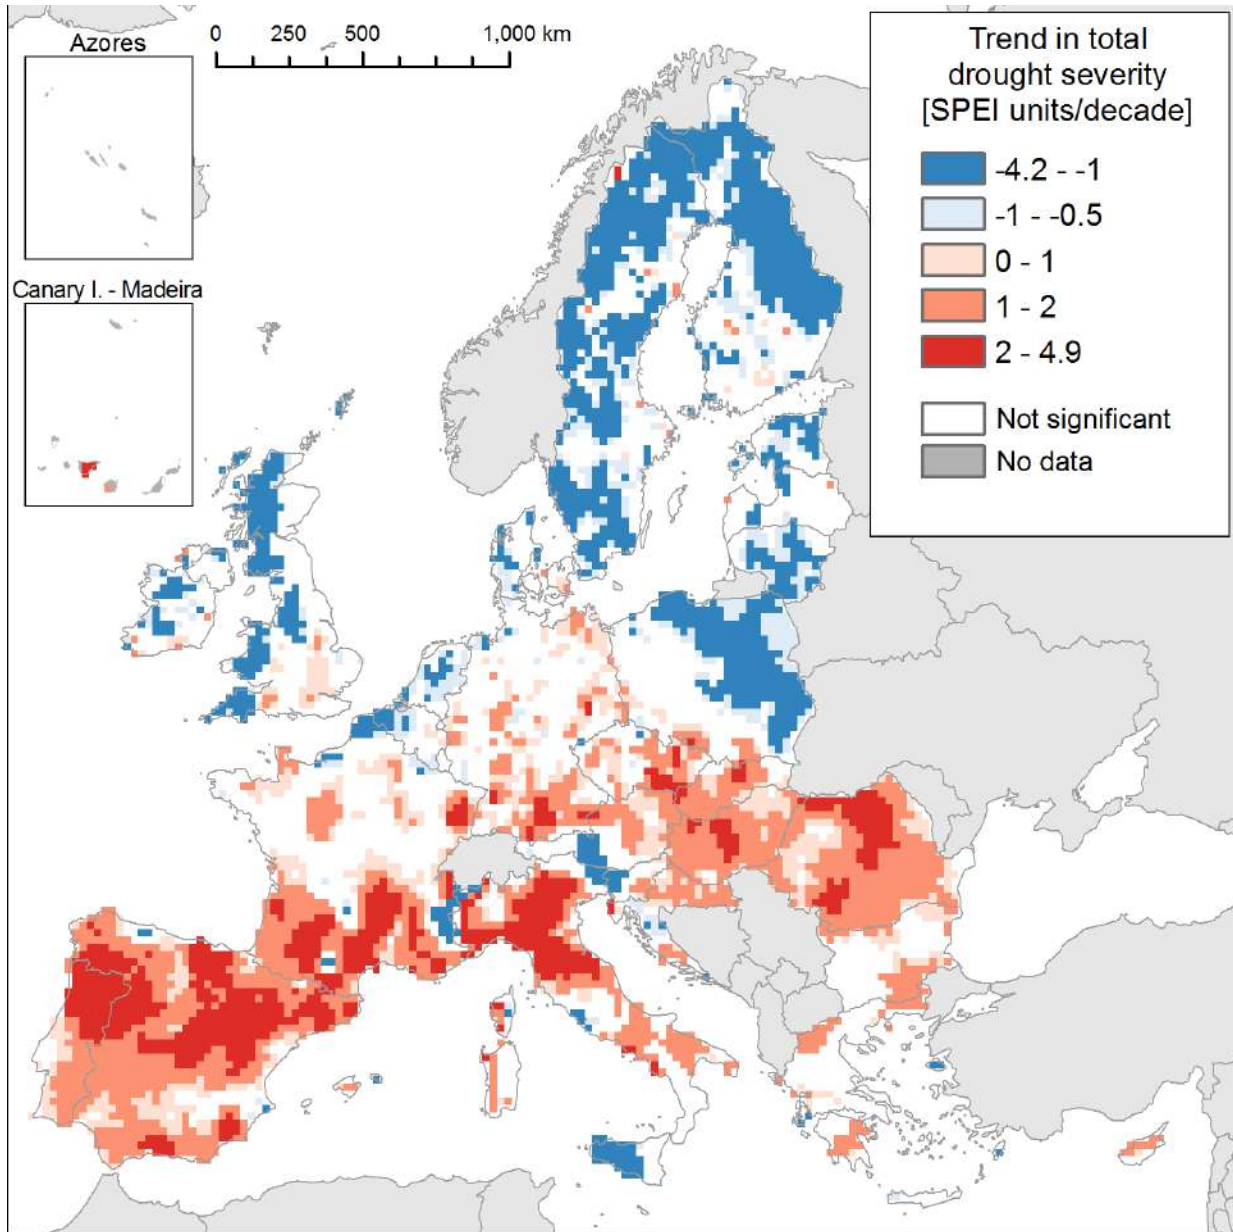 Azores
0 250 500 1,000 km
Canary I. - Madeira
Trend in total
drought severity
[SPEI units/decade]
-4.2 - -1
-1 - -0.5
0 - 1
1 - 2
2 - 4.9
Not significant
No data